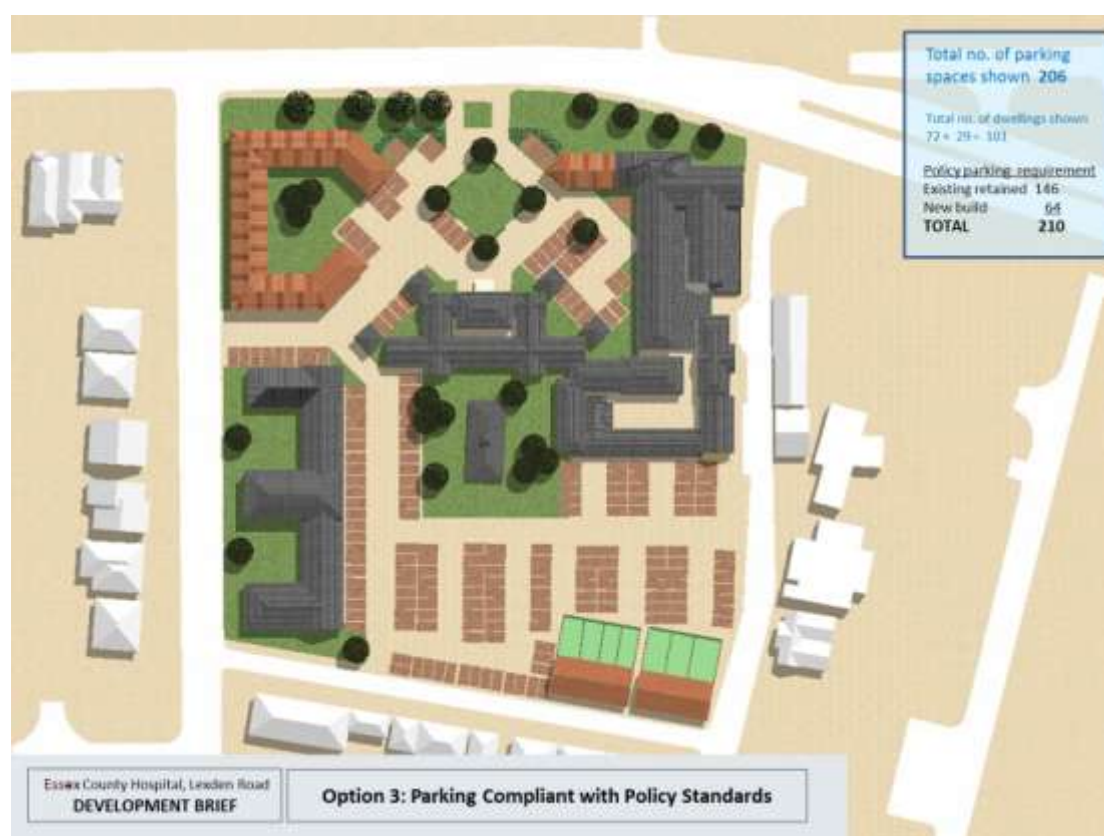 Total no. of parking
spaces shown 206
Total no. of dwellings shown
72 + 29 = 101
Policy parking requirement
Existing retained 146
New build 64
TOTAL 210
Essex County Hospital, Lexden Road
DEVELOPMENT BRIEF
Option 3: Parking Compliant with Policy Standards